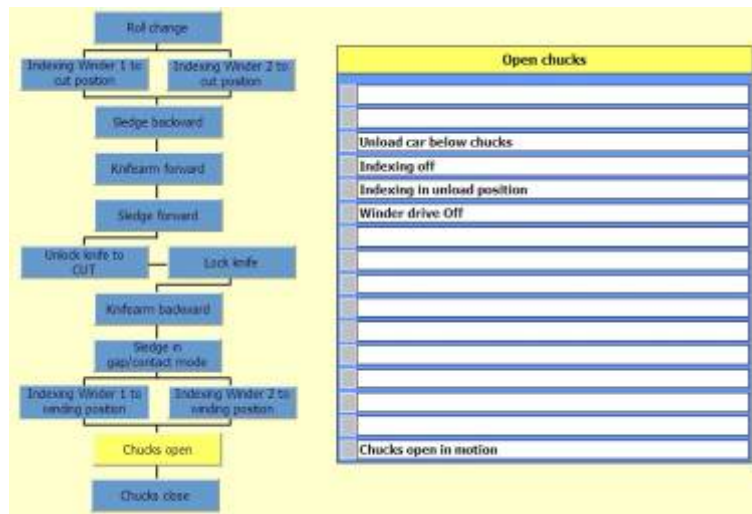 Roll change
Indexing Winder 1 to
cut position
Indexing Winder 2 to
cut position
Sledge backward
Knifearm forward
Sledge forward
Unlock knife to
CUT
Lock knife
Knifearm backward
Sledge in
gap/contact mode
Indexing Winder 1 to
winding position
Indexing Winder 2 to
winding position
Chucks open
Chucks close
Open chucks
Unload car below chucks
Indexing off
Indexing in unload position
Winder drive Off
Chucks open in motion